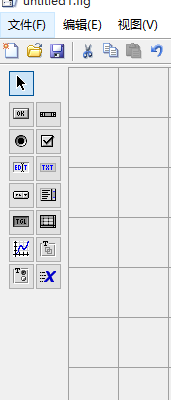 untitled1.fig
文件(F) 编辑(E) 视图(V)
OK
EDIT TXT
TGL
T
T
X